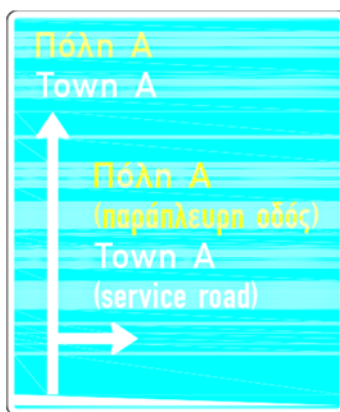 Πόλη Α
Town A
Πόλη Α
(παράπλευρη οδός)
Town A
(service road)